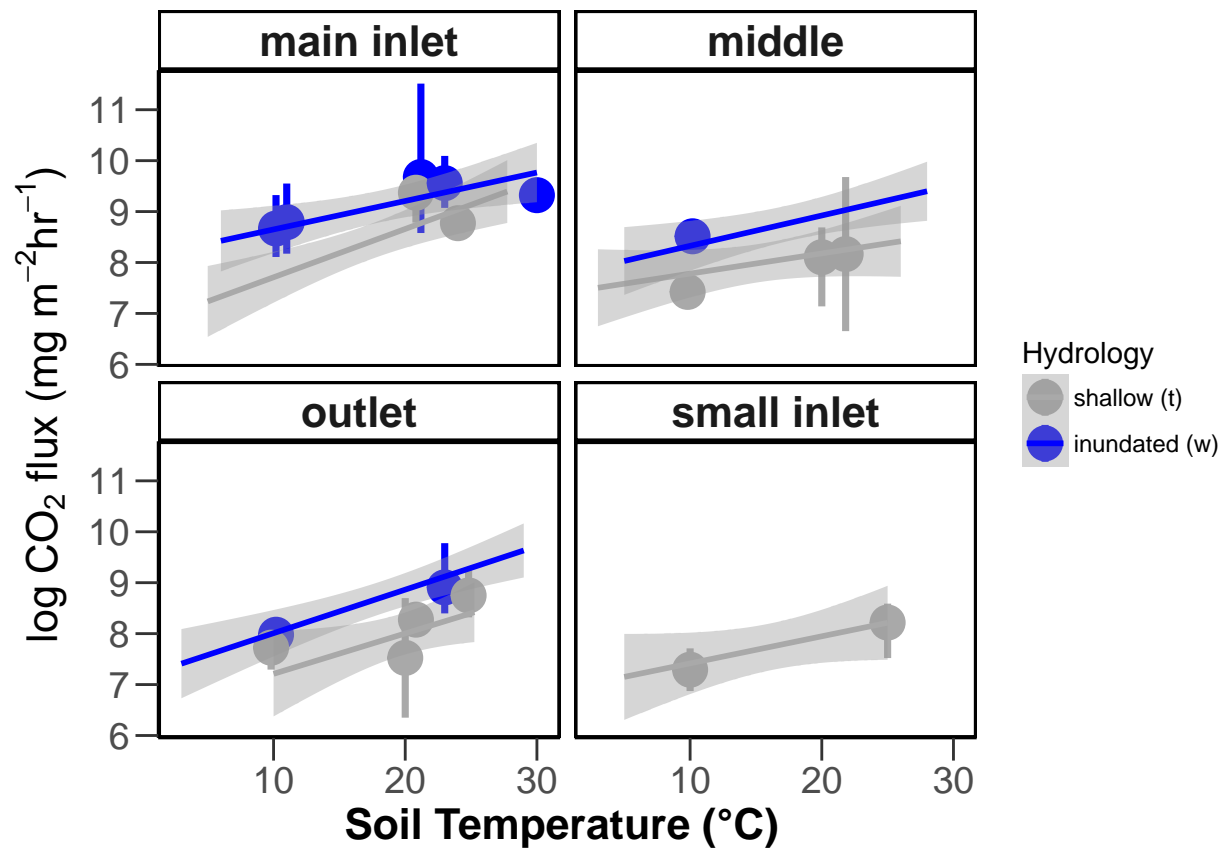 main inlet
middle
11
10
9
8
7
6
outlet
small inlet
11
10
9
8
7
6
10
20
30
10
20
30
Soil Temperature (°C)
log CO₂ flux (mg m⁻²hr⁻¹)
Hydrology
shallow (t)
inundated (w)